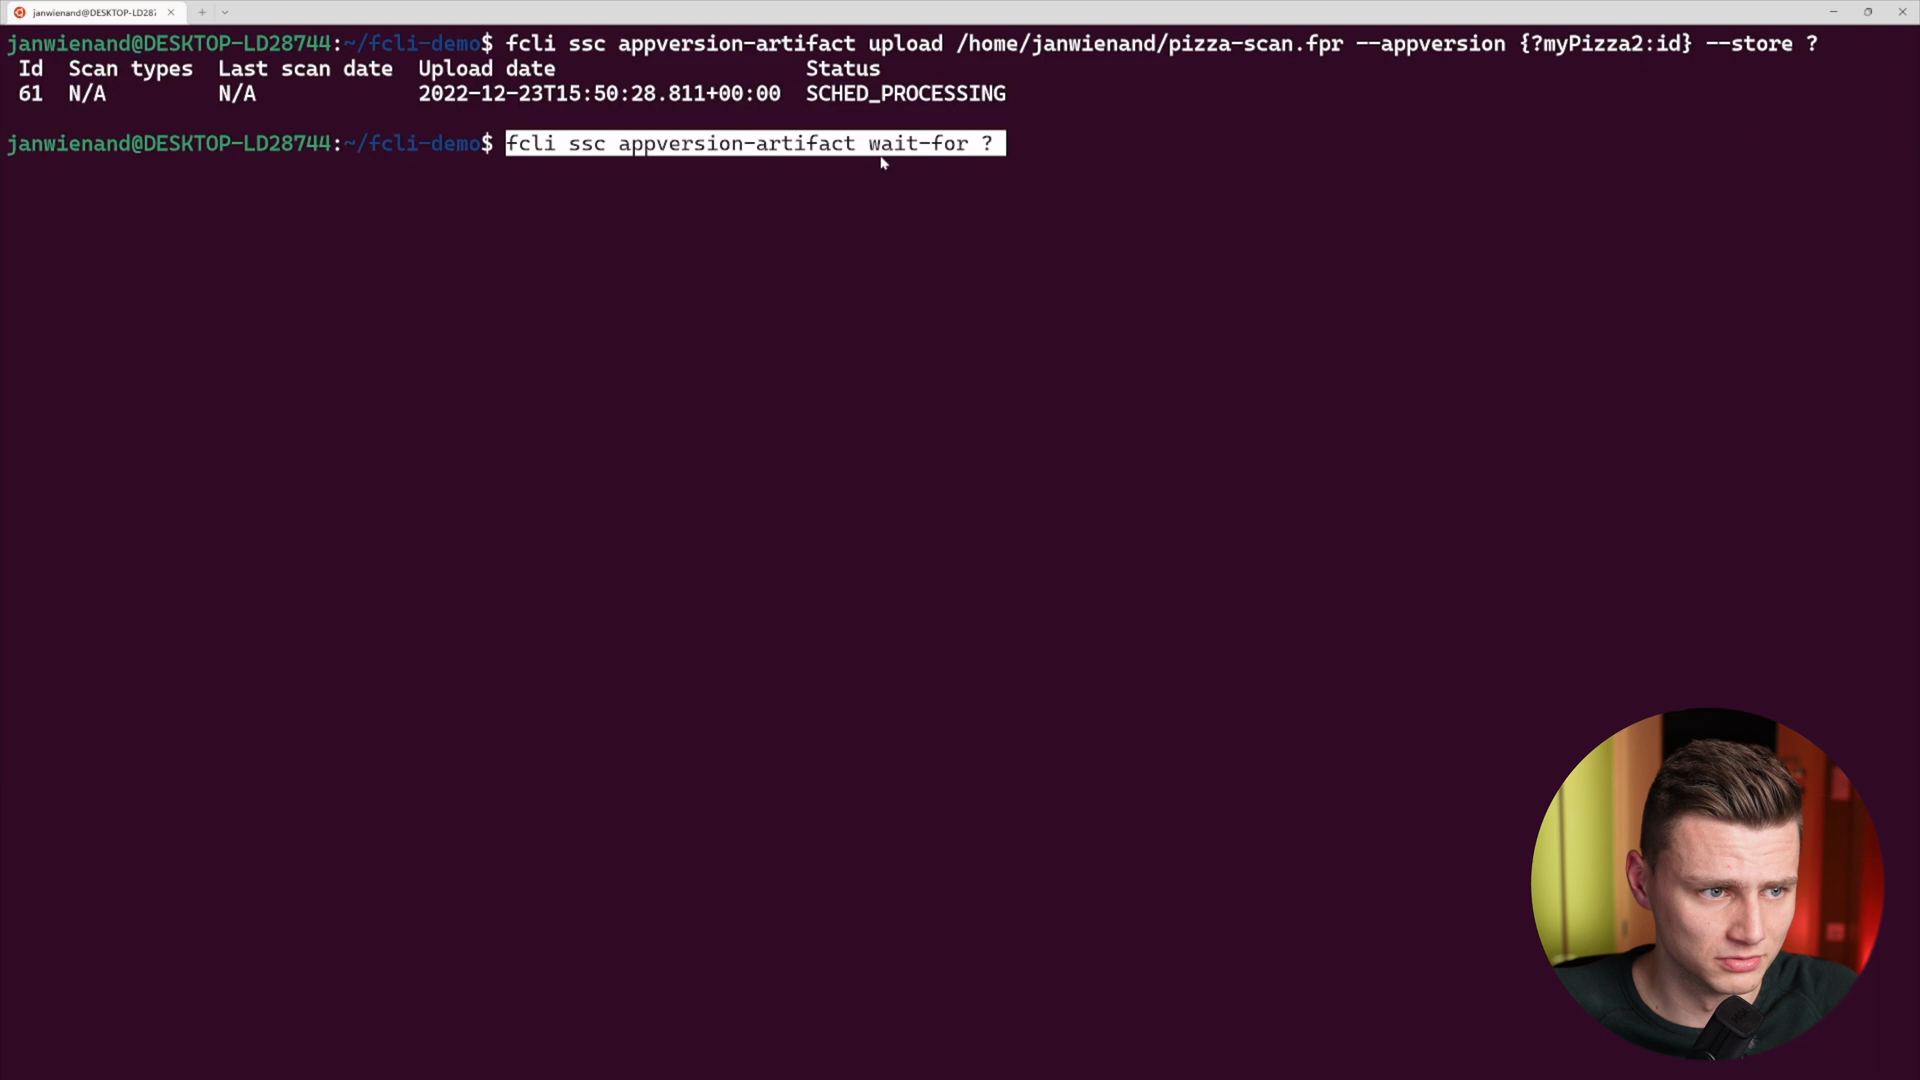 janwienand@DESKTOP-LD287
janwienand@DESKTOP-LD28744:~/fcli-demo$ fcli ssc appversion-artifact upload /home/janwienand/pizza-scan.fpr --appversion {?myPizza2:id} --store ?
Id Scan types Last scan date Upload date Status
61 N/A N/A 2022-12-23T15:50:28.811+00:00 SCHED_PROCESSING
janwienand@DESKTOP-LD28744:~/fcli-demo$ fcli ssc appversion-artifact wait-for ?